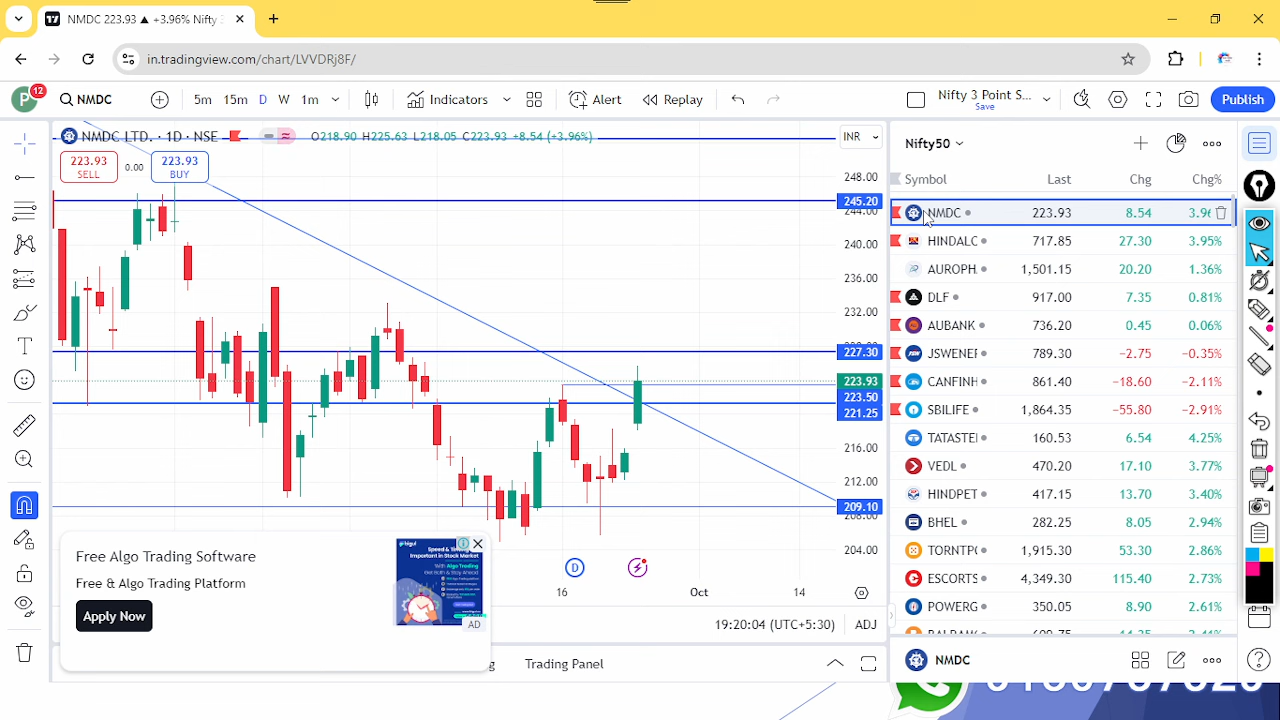 NMDC 223.93 ▲ +3.96% Nifty 3
in.tradingview.com/chart/LVVDRj8F/
P 12 NMDC 5m 15m D W 1m Indicators Alert Replay Nifty 3 Point S... Publish
Save
NMDC LTD. · 1D · NSE O218.90 H225.63 L218.05 C223.93 +8.54 (+3.96%) INR
223.93 SELL 0.00 223.93 BUY
248.00
245.20
244.00
240.00
236.00
232.00
227.30
223.93
223.50
221.25
216.00
212.00
209.10
208.00
204.00
D
16 Oct 14
19:20:04 (UTC+5:30) ADJ
Free Algo Trading Software
Free & Algo Trading Platform
Apply Now
AD
Trading Panel
Nifty50
Symbol Last Chg Chg%
NMDC 223.93 8.54 3.96
HINDALC 717.85 27.30 3.95%
AUROPH. 1,501.15 20.20 1.36%
DLF 917.00 7.35 0.81%
AUBANK 736.20 0.45 0.06%
JSWENER 789.30 −2.75 −0.35%
CANFINH 861.40 −18.60 −2.11%
SBILIFE 1,864.35 −55.80 −2.91%
TATASTEI 160.53 6.54 4.25%
VEDL 470.20 17.10 3.77%
HINDPET 417.15 13.70 3.40%
BHEL 282.25 8.05 2.94%
TORNTPO 1,915.30 53.30 2.86%
ESCORTS 4,329.30 115.40 2.73%
POWERG 350.05 8.90 2.61%
NMDC